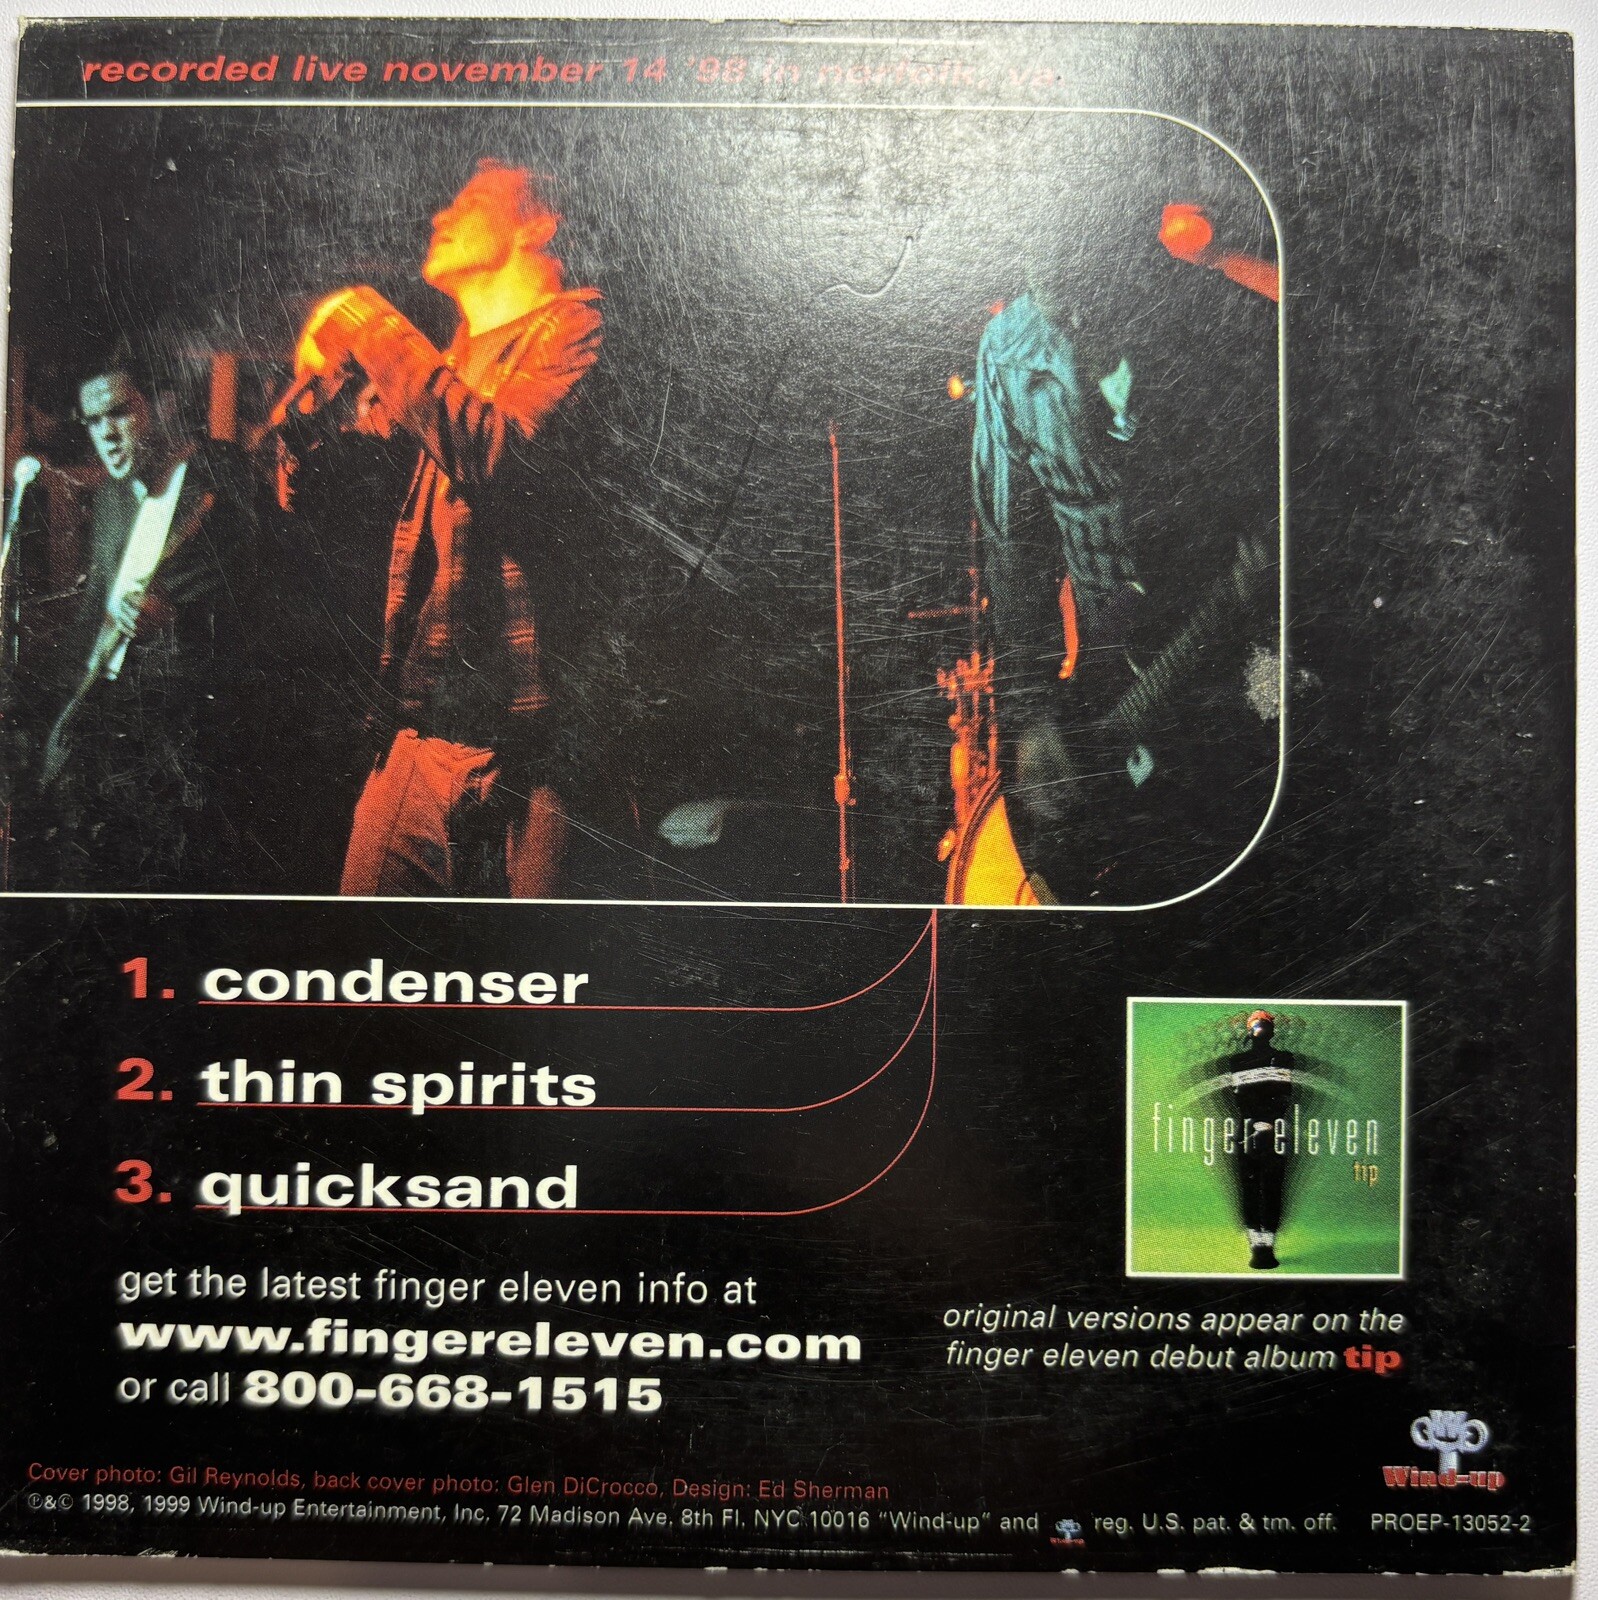 recorded live november 14 '98 in norfolk, va.
1. condenser
2. thin spirits
3. quicksand
finger eleven
tip
get the latest finger eleven info at
www.fingereleven.com
or call 800-668-1515
original versions appear on the
finger eleven debut album tip
Wind-up
Cover photo: Gil Reynolds, back cover photo: Glen DiCrocco, Design: Ed Sherman
℗&© 1998, 1999 Wind-up Entertainment, Inc. 72 Madison Ave. 8th Fl. NYC 10016 "Wind-up" and Wind-up reg. U.S. pat. & tm. off. PROEP-13052-2